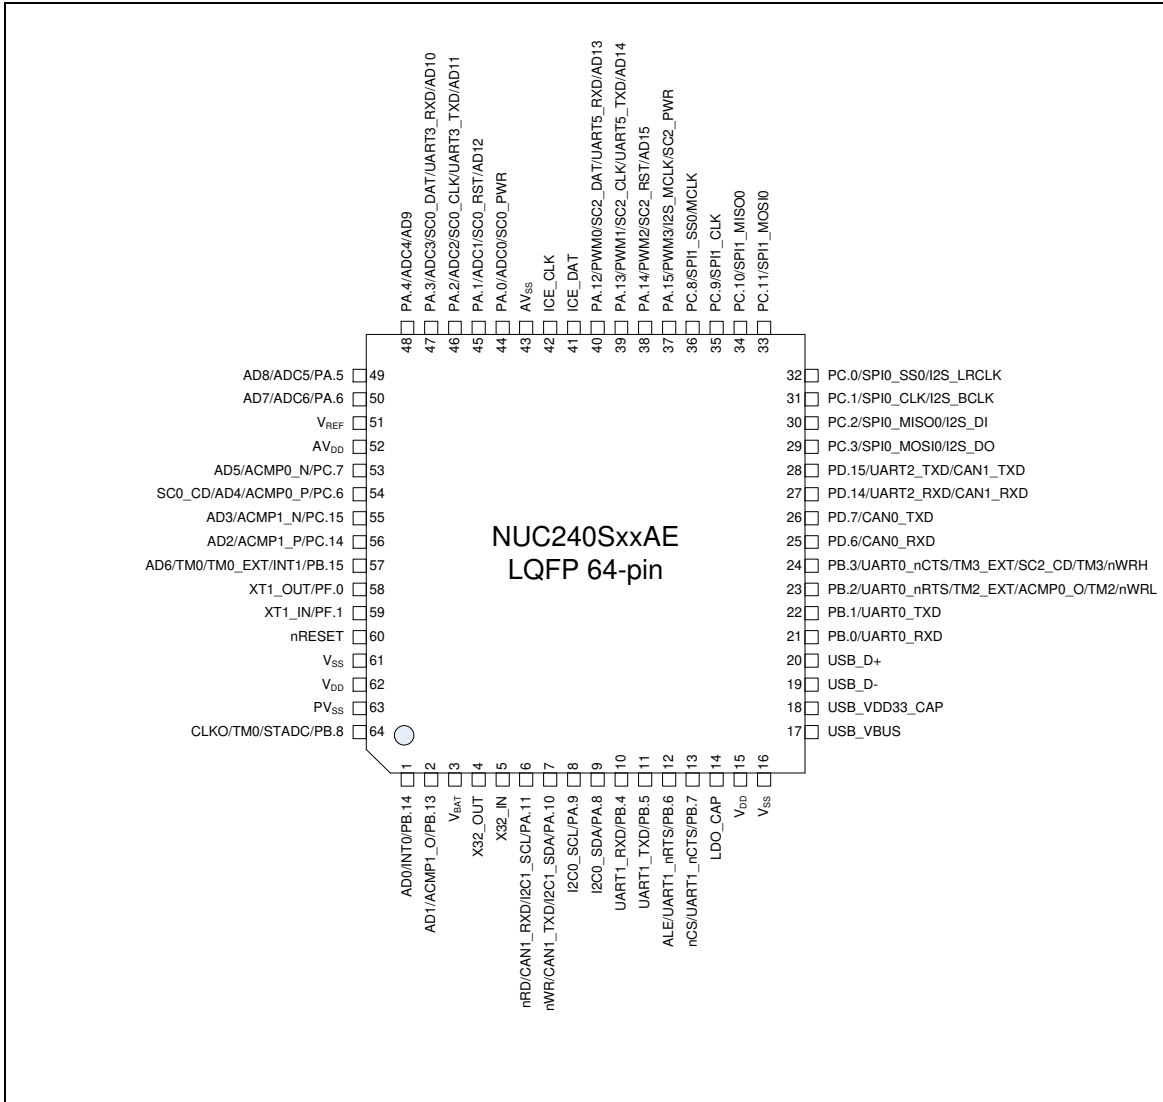 PA.4/ADC4/AD9
PA.3/ADC3/SC0_DAT/UART3_RXD/AD10
PA.2/ADC2/SC0_CLK/UART3_TXD/AD11
PA.1/ADC1/SC0_RST/AD12
PA.0/ADC0/SC0_PWR
AVSS
ICE_CLK
ICE_DAT
PA.12/PWM0/SC2_DAT/UART5_RXD/AD13
PA.13/PWM1/SC2_CLK/UART5_TXD/AD14
PA.14/PWM2/SC2_RST/AD15
PA.15/PWM3/I2S_MCLK/SC2_PWR
PC.8/SPI1_SS0/MCLK
PC.9/SPI1_CLK
PC.10/SPI1_MISO0
PC.11/SPI1_MOSI0
48
47
46
45
44
43
42
41
40
39
38
37
36
35
34
33
AD8/ADC5/PA.5 49
AD7/ADC6/PA.6 50
VREF 51
AVDD 52
AD5/ACMP0_N/PC.7 53
SC0_CD/AD4/ACMP0_P/PC.6 54
AD3/ACMP1_N/PC.15 55
AD2/ACMP1_P/PC.14 56
AD6/TM0/TM0_EXT/INT1/PB.15 57
XT1_OUT/PF.0 58
XT1_IN/PF.1 59
nRESET 60
VSS 61
VDD 62
PVSS 63
CLKO/TM0/STADC/PB.8 64
NUC240SxxAE
LQFP 64-pin
32 PC.0/SPI0_SS0/I2S_LRCLK
31 PC.1/SPI0_CLK/I2S_BCLK
30 PC.2/SPI0_MISO0/I2S_DI
29 PC.3/SPI0_MOSI0/I2S_DO
28 PD.15/UART2_TXD/CAN1_TXD
27 PD.14/UART2_RXD/CAN1_RXD
26 PD.7/CAN0_TXD
25 PD.6/CAN0_RXD
24 PB.3/UART0_nCTS/TM3_EXT/SC2_CD/TM3/nWRH
23 PB.2/UART0_nRTS/TM2_EXT/ACMP0_O/TM2/nWRL
22 PB.1/UART0_TXD
21 PB.0/UART0_RXD
20 USB_D+
19 USB_D-
18 USB_VDD33_CAP
17 USB_VBUS
1
2
3
4
5
6
7
8
9
10
11
12
13
14
15
16
AD0/INT0/PB.14
AD1/ACMP1_O/PB.13
VBAT
X32_OUT
X32_IN
nRD/CAN1_RXD/I2C1_SCL/PA.11
nWR/CAN1_TXD/I2C1_SDA/PA.10
I2C0_SCL/PA.9
I2C0_SDA/PA.8
UART1_RXD/PB.4
UART1_TXD/PB.5
ALE/UART1_nRTS/PB.6
nCS/UART1_nCTS/PB.7
LDO_CAP
VDD
VSS